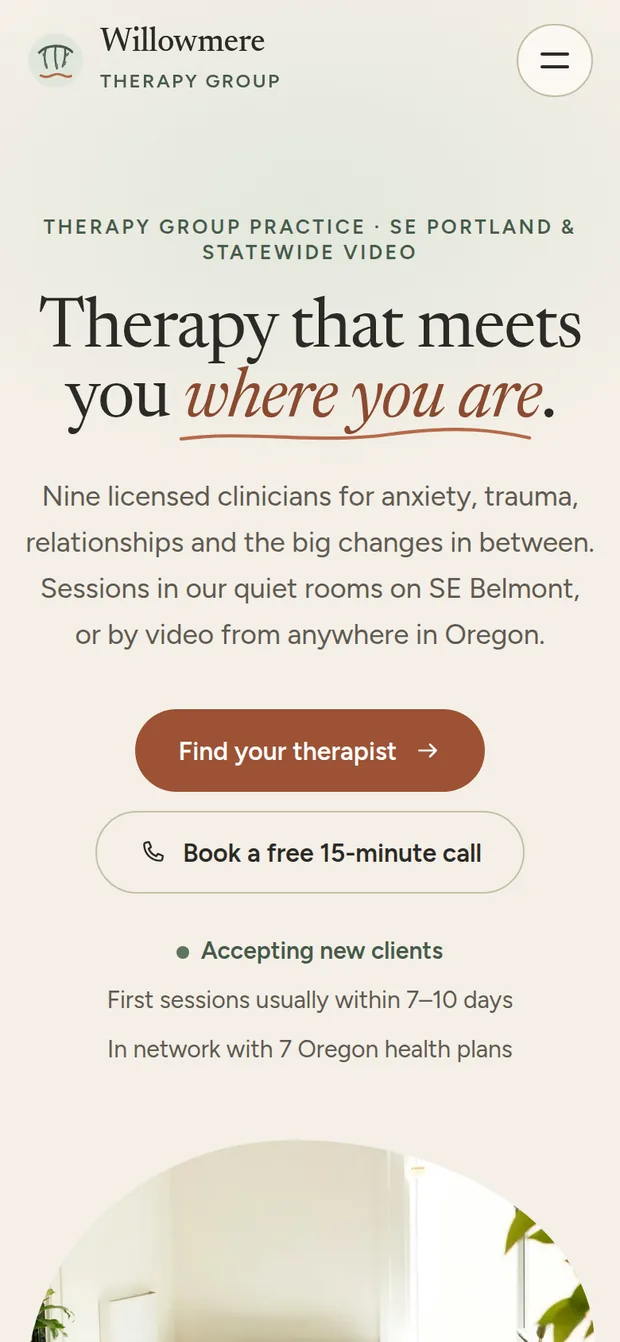 Willowmere
THERAPY GROUP
THERAPY GROUP PRACTICE · SE PORTLAND &
STATEWIDE VIDEO
Therapy that meets
you where you are.
Nine licensed clinicians for anxiety, trauma,
relationships and the big changes in between.
Sessions in our quiet rooms on SE Belmont,
or by video from anywhere in Oregon.
Find your therapist →
Book a free 15-minute call
Accepting new clients
First sessions usually within 7–10 days
In network with 7 Oregon health plans